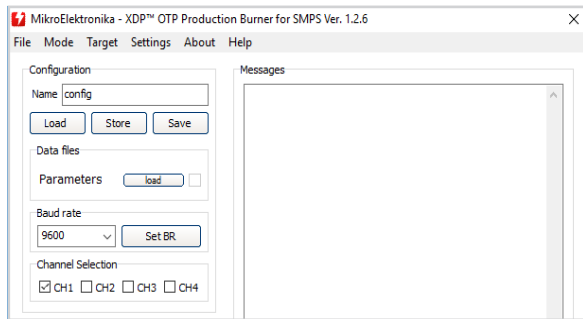 MikroElektronika - XDP™ OTP Production Burner for SMPS Ver. 1.2.6
File Mode Target Settings About Help
Configuration
Name config
Load Store Save
Data files
Parameters load
Baud rate
9600 Set BR
Channel Selection
CH1 CH2 CH3 CH4
Messages